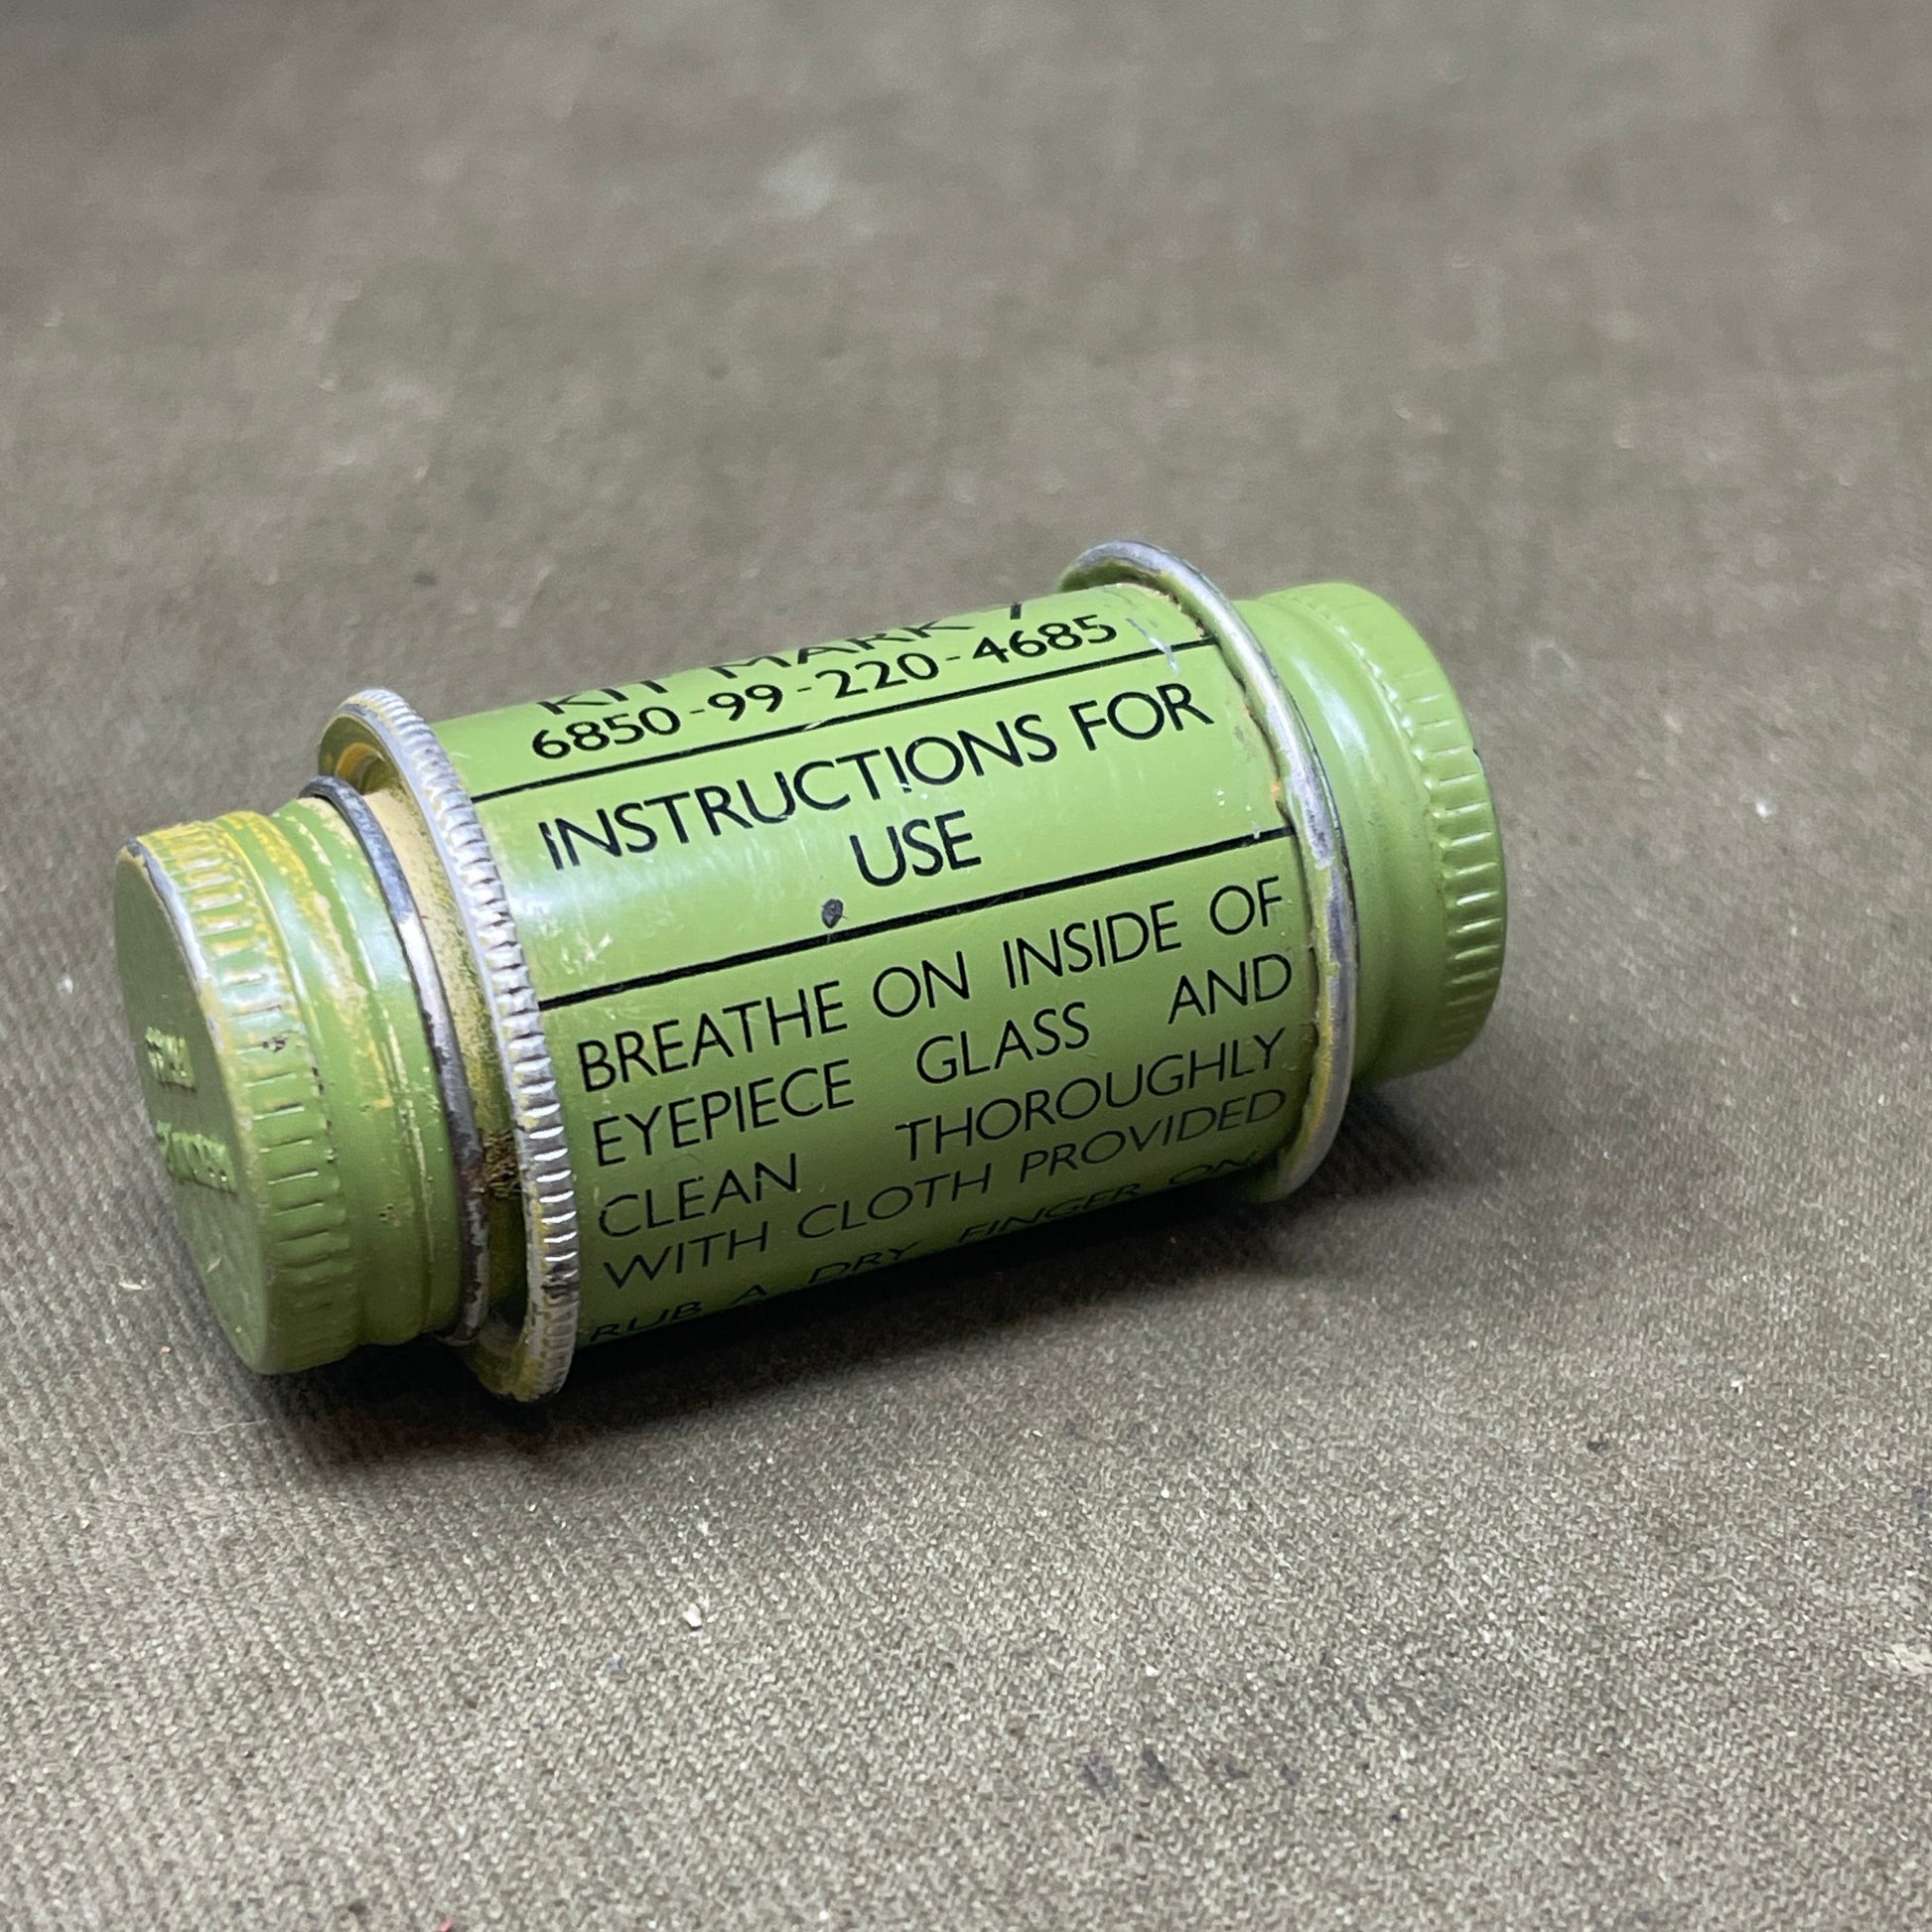 KIT MARK 7
6850-99-220-4685
INSTRUCTIONS FOR
USE
BREATHE ON INSIDE OF
EYEPIECE GLASS AND
CLEAN THOROUGHLY
WITH CLOTH PROVIDED
RUB A DRY FINGER ON